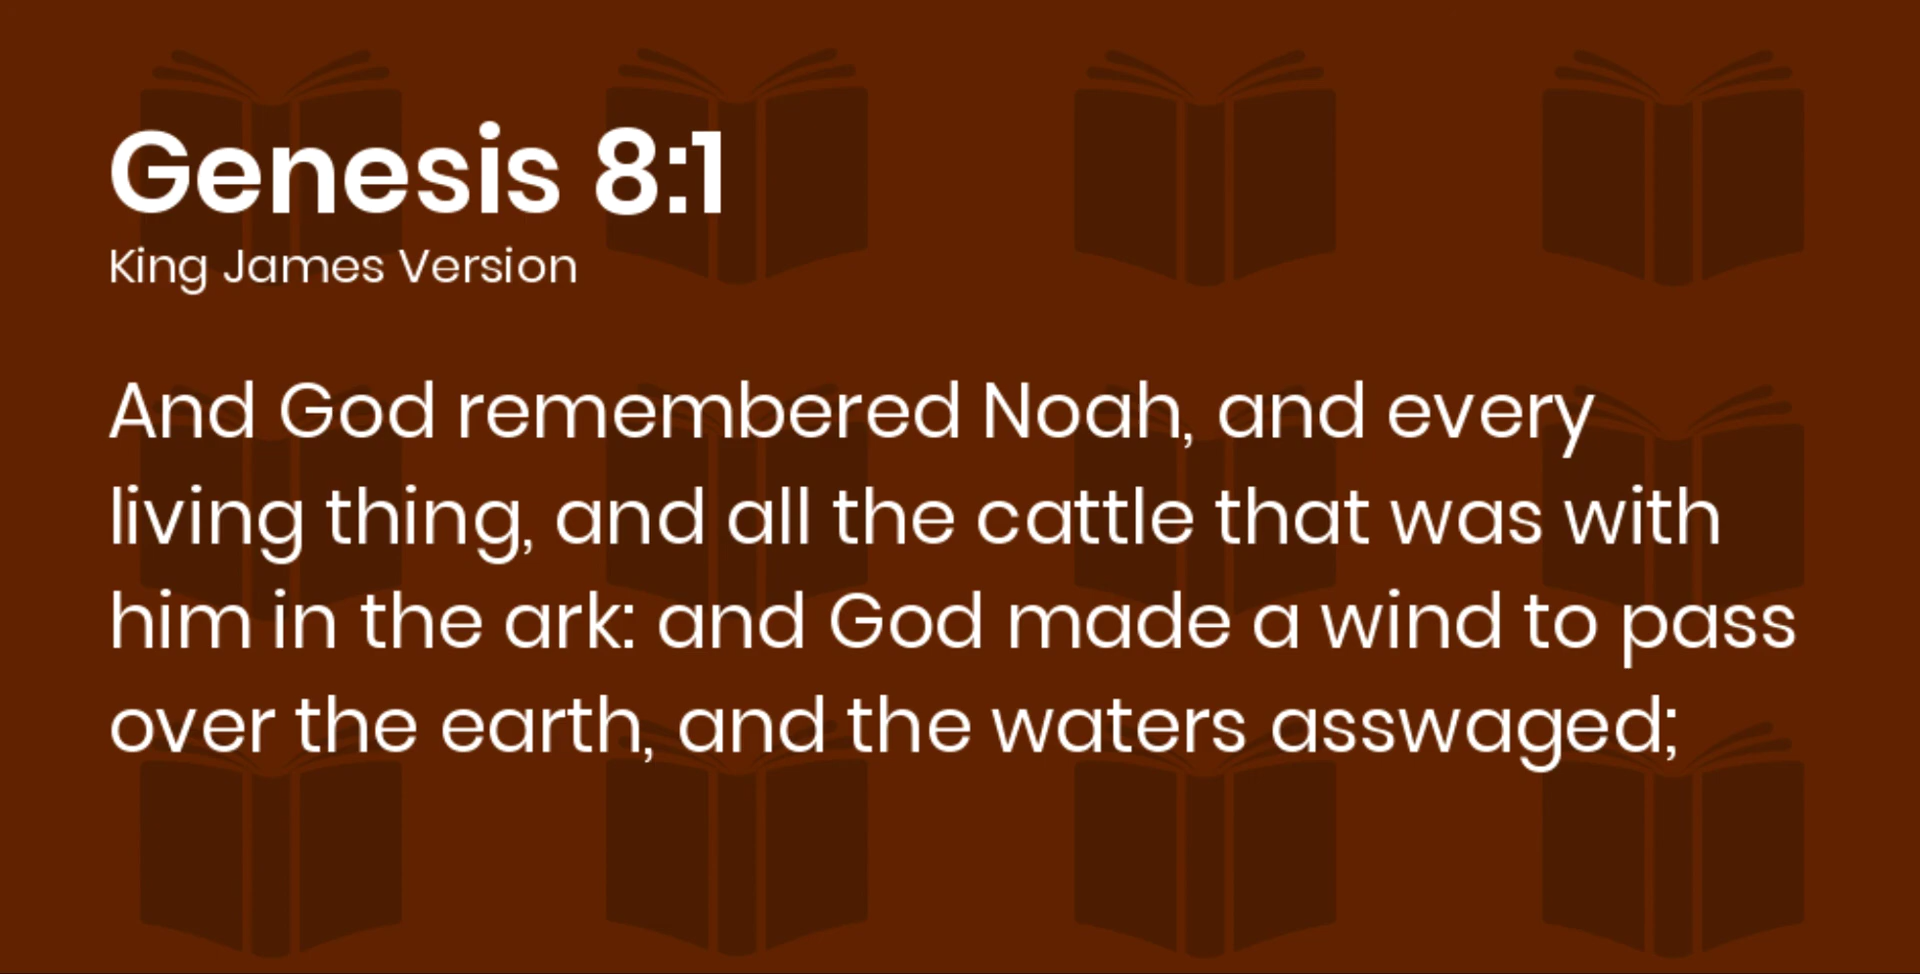 Genesis 8:1
King James Version
And God remembered Noah, and every
living thing, and all the cattle that was with
him in the ark: and God made a wind to pass
over the earth, and the waters asswaged;